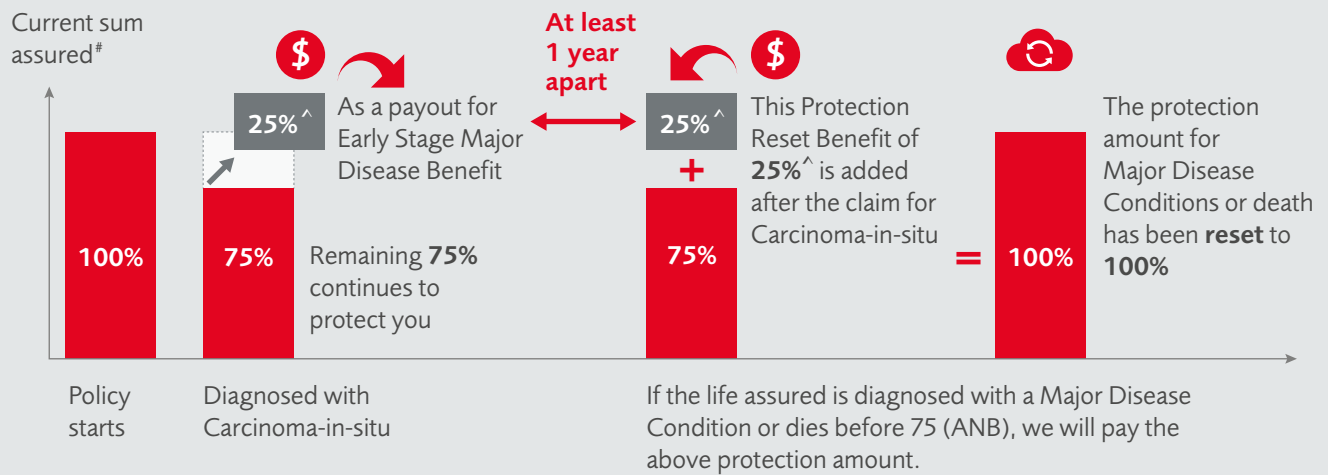 Current sum
assured#
$
25%^
As a payout for
Early Stage Major
Disease Benefit
At least
1 year
apart
$
25%^
This Protection
Reset Benefit of
25%^ is added
after the claim for
Carcinoma-in-situ
The protection
amount for
Major Disease
Conditions or death
has been reset to
100%
100%
75%
Remaining 75%
continues to
protect you
+
75%
=
100%
Policy
starts
Diagnosed with
Carcinoma-in-situ
If the life assured is diagnosed with a Major Disease
Condition or dies before 75 (ANB), we will pay the
above protection amount.